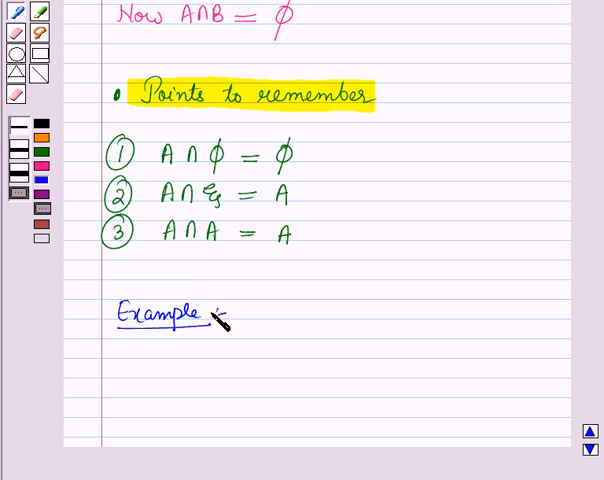 Now A∩B = ϕ
• Points to remember
① A ∩ ϕ = ϕ
② A ∩ ξ = A
③ A ∩ A = A
Example :-